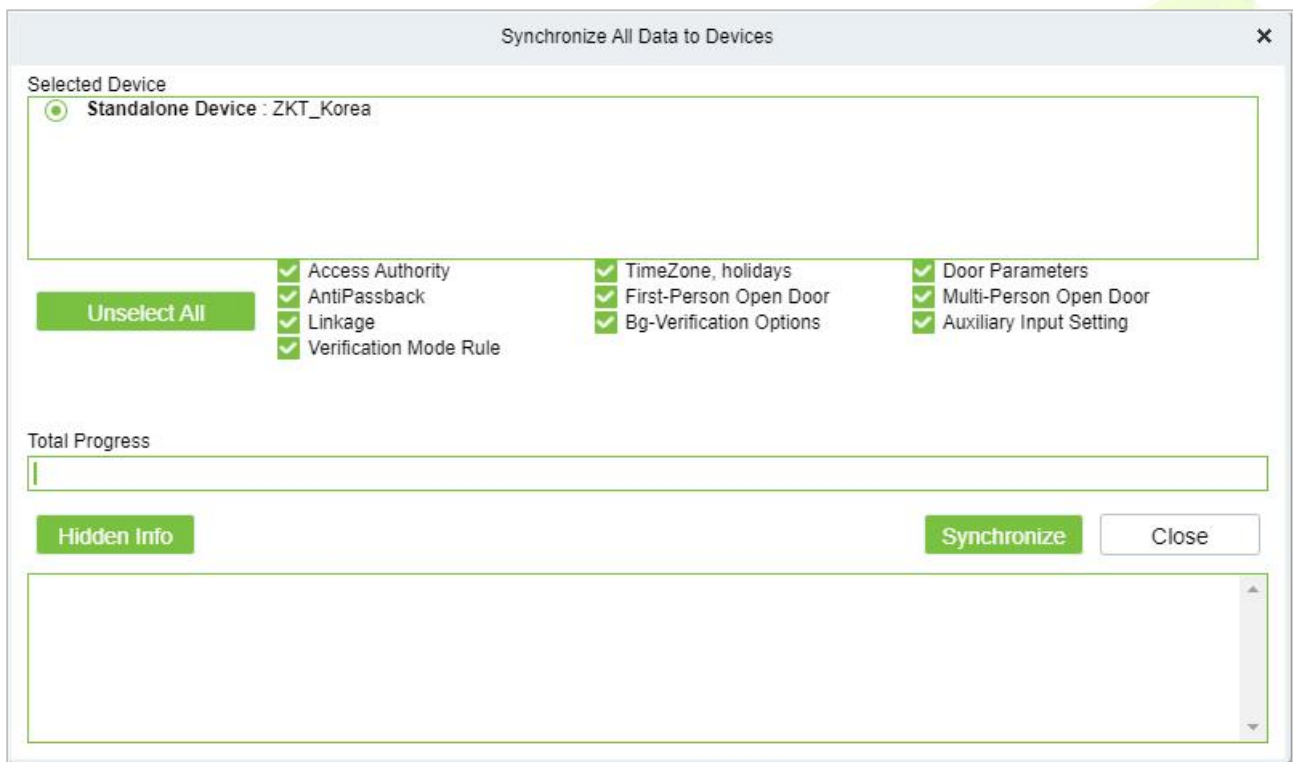 Synchronize All Data to Devices
Selected Device
Standalone Device : ZKT_Korea
Access Authority TimeZone, holidays Door Parameters
Unselect All AntiPassback First-Person Open Door Multi-Person Open Door
Linkage Bg-Verification Options Auxiliary Input Setting
Verification Mode Rule
Total Progress
Hidden Info Synchronize Close